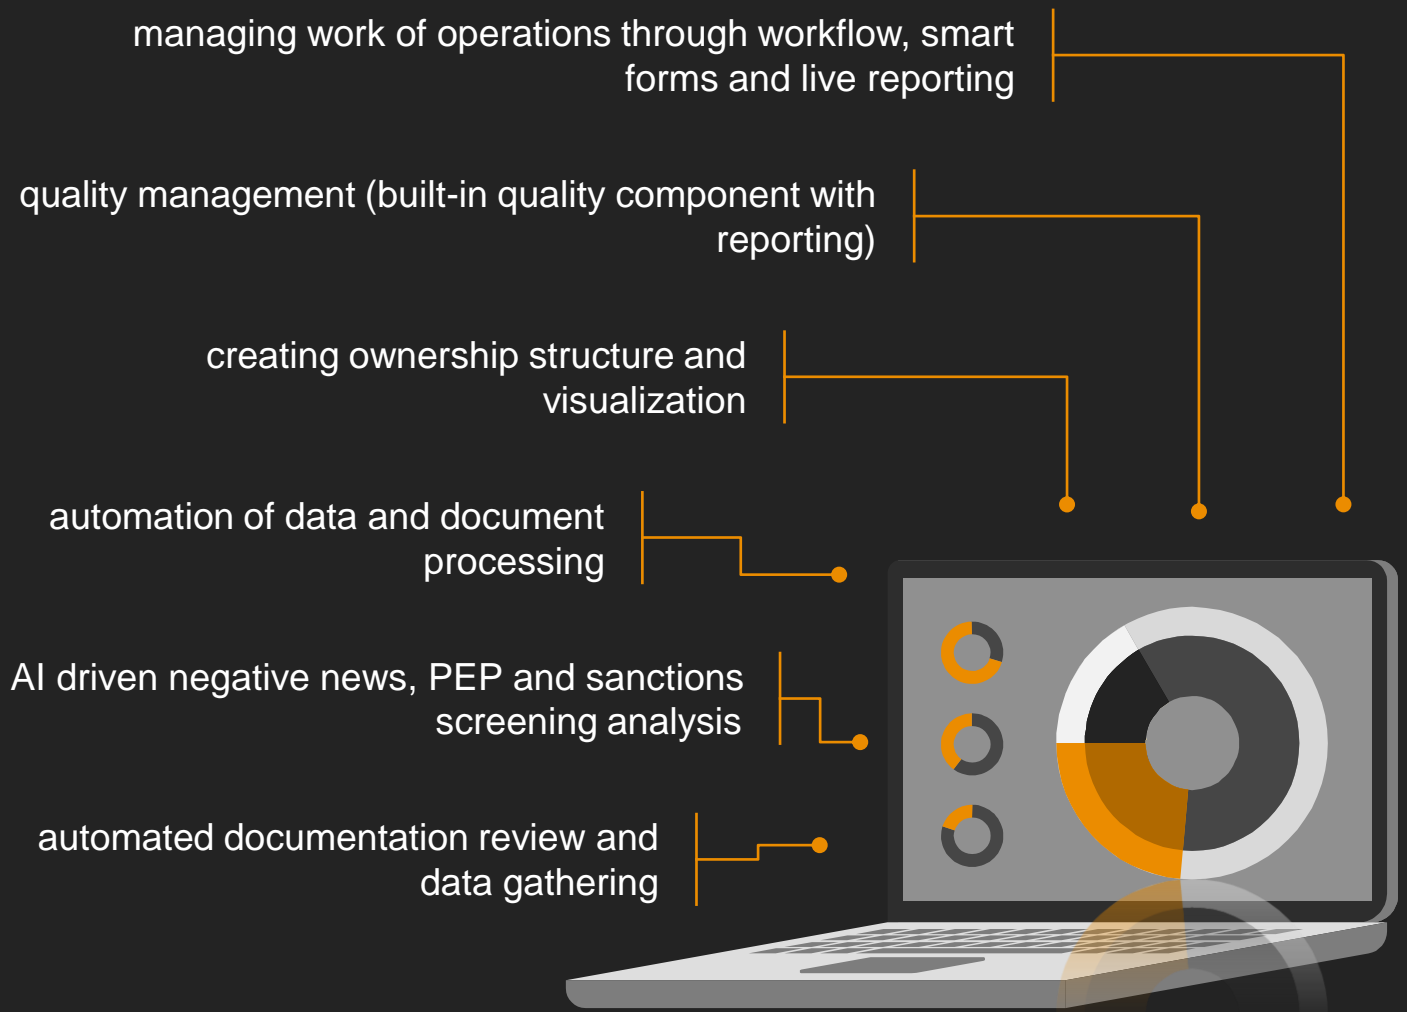 managing work of operations through workflow, smart
forms and live reporting
quality management (built-in quality component with
reporting)
creating ownership structure and
visualization
automation of data and document
processing
AI driven negative news, PEP and sanctions
screening analysis
automated documentation review and
data gathering